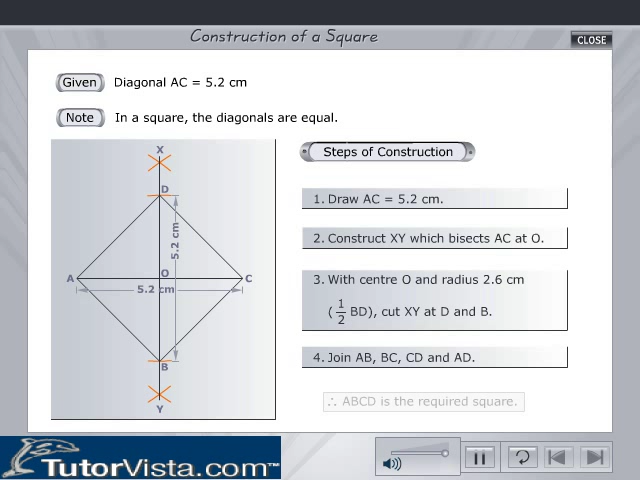 Construction of a Square
CLOSE
Given Diagonal AC = 5.2 cm
Note In a square, the diagonals are equal.
X
D
5.2 cm
A O C
5.2 cm
B
Y
Steps of Construction
1. Draw AC = 5.2 cm.
2. Construct XY which bisects AC at O.
3. With centre O and radius 2.6 cm
(1/2 BD), cut XY at D and B.
4. Join AB, BC, CD and AD.
∴ ABCD is the required square.
TutorVista.com™